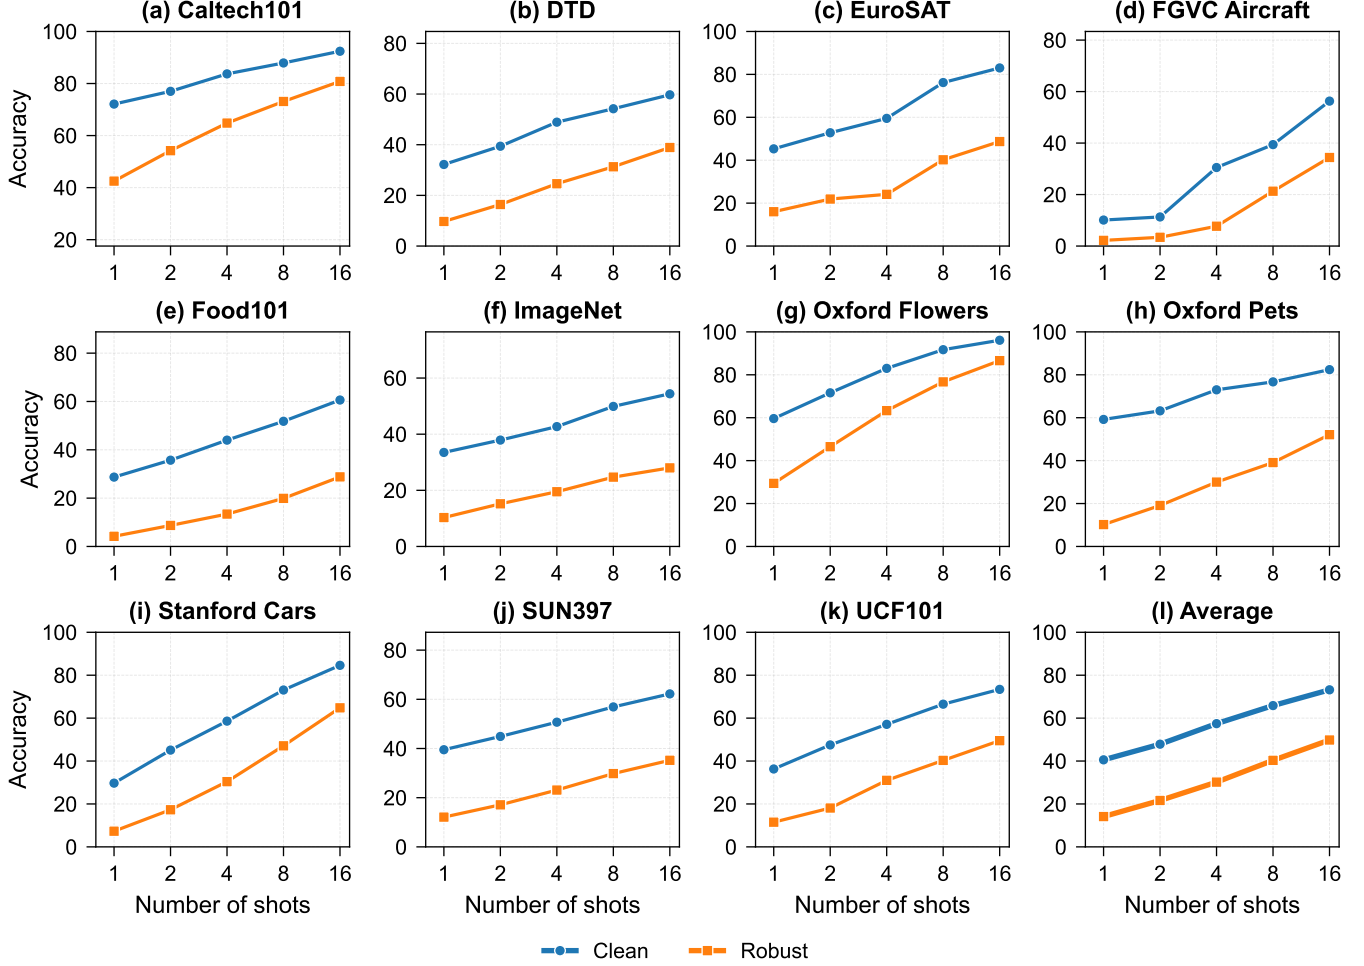 (a) Caltech101
(b) DTD
(c) EuroSAT
(d) FGVC Aircraft
Accuracy
100
80
60
40
20
1 2 4 8 16
80
60
40
20
0
1 2 4 8 16
100
80
60
40
20
0
1 2 4 8 16
80
60
40
20
0
1 2 4 8 16
(e) Food101
(f) ImageNet
(g) Oxford Flowers
(h) Oxford Pets
Accuracy
80
60
40
20
0
1 2 4 8 16
60
40
20
0
1 2 4 8 16
100
80
60
40
20
0
1 2 4 8 16
100
80
60
40
20
0
1 2 4 8 16
(i) Stanford Cars
(j) SUN397
(k) UCF101
(l) Average
Accuracy
100
80
60
40
20
0
1 2 4 8 16
Number of shots
80
60
40
20
0
1 2 4 8 16
Number of shots
100
80
60
40
20
0
1 2 4 8 16
Number of shots
100
80
60
40
20
0
1 2 4 8 16
Number of shots
Clean Robust